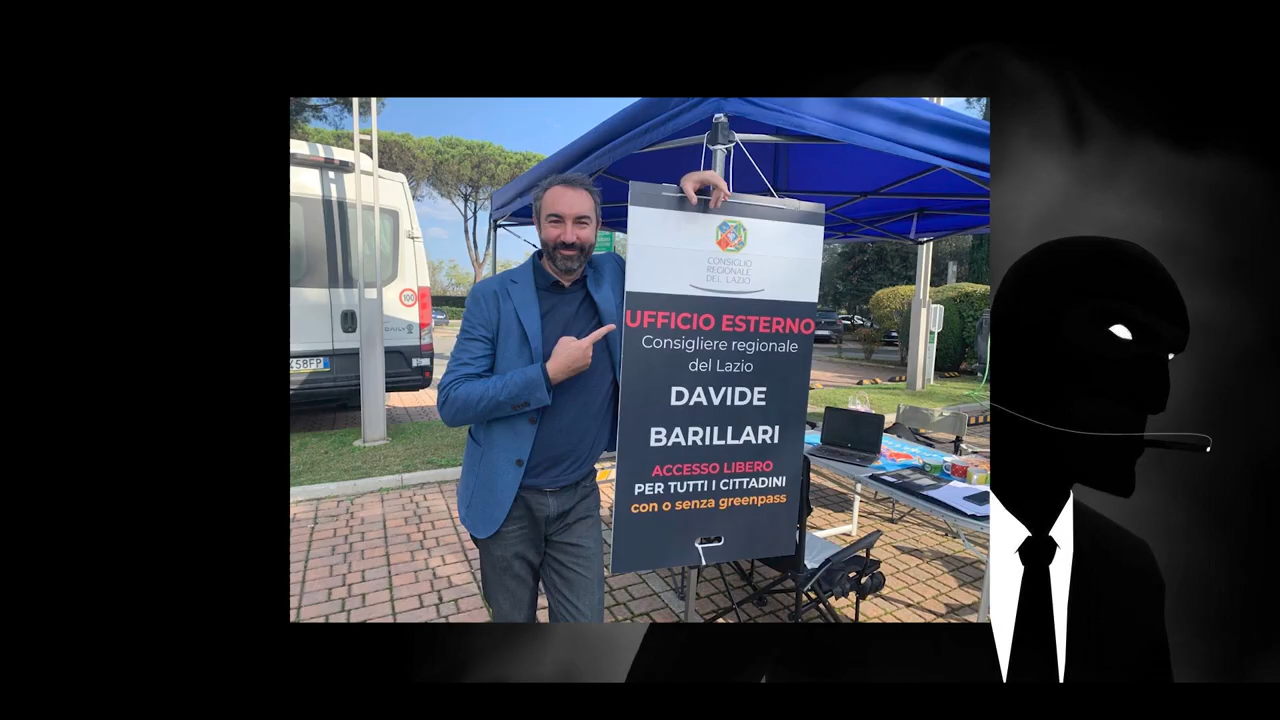 CONSIGLIO
REGIONALE
DEL LAZIO
UFFICIO ESTERNO
Consigliere regionale
del Lazio
DAVIDE
BARILLARI
ACCESSO LIBERO
PER TUTTI I CITTADINI
con o senza greenpass
100
DAILY
458FP